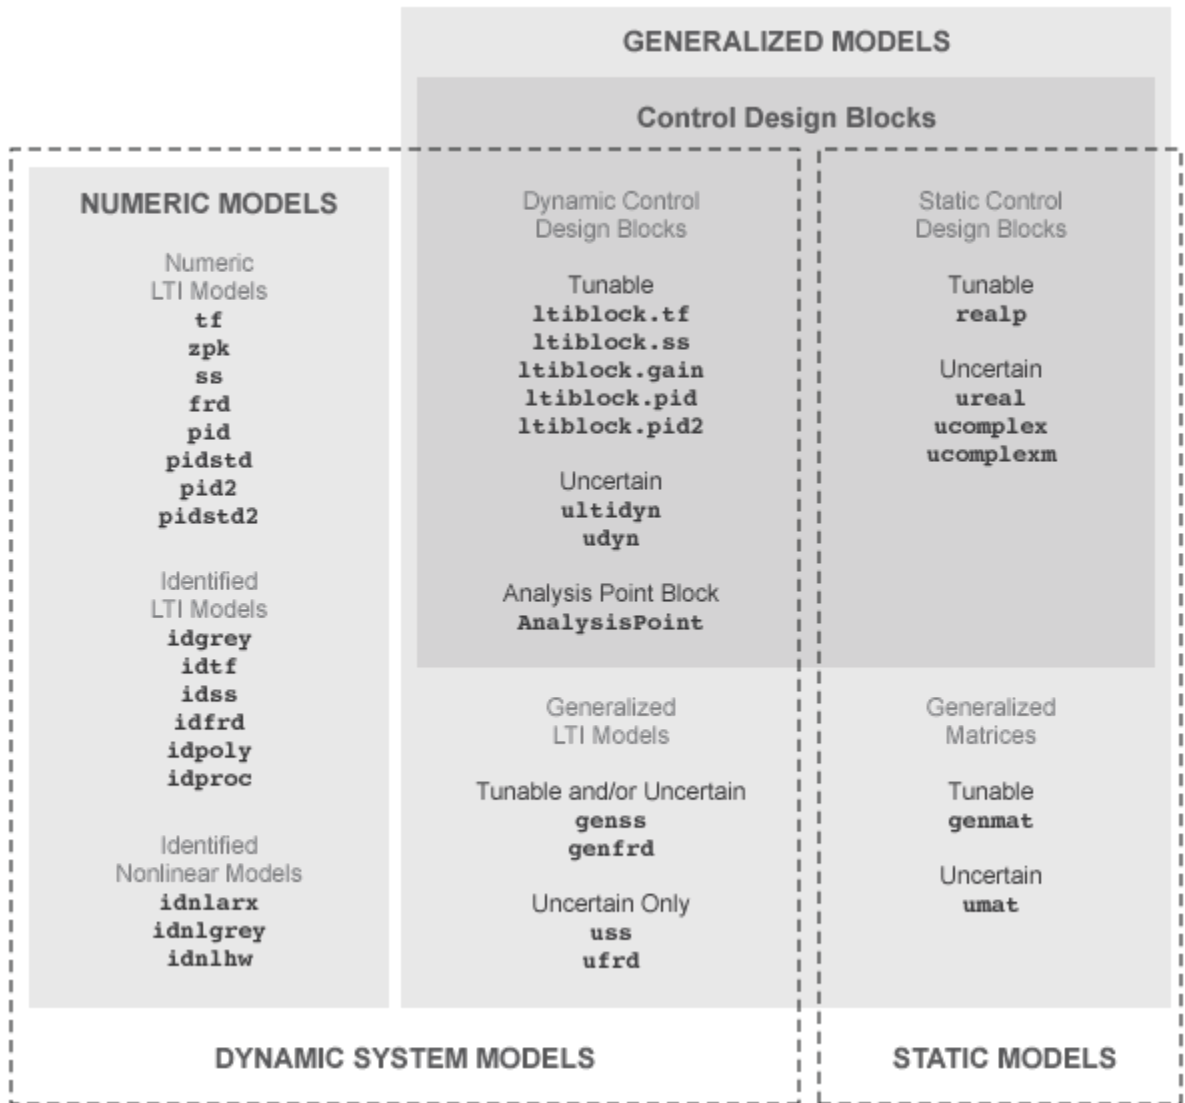 GENERALIZED MODELS
Control Design Blocks
NUMERIC MODELS
Numeric
LTI Models
tf
zpk
ss
frd
pid
pidstd
pid2
pidstd2
Identified
LTI Models
idgrey
idtf
idss
idfrd
idpoly
idproc
Identified
Nonlinear Models
idnlarx
idnlgrey
idnlhw
Dynamic Control
Design Blocks
Tunable
ltiblock.tf
ltiblock.ss
ltiblock.gain
ltiblock.pid
ltiblock.pid2
Uncertain
ultidyn
udyn
Analysis Point Block
AnalysisPoint
Generalized
LTI Models
Tunable and/or Uncertain
genss
genfrd
Uncertain Only
uss
ufrd
Static Control
Design Blocks
Tunable
realp
Uncertain
ureal
ucomplex
ucomplexm
Generalized
Matrices
Tunable
genmat
Uncertain
umat
DYNAMIC SYSTEM MODELS
STATIC MODELS